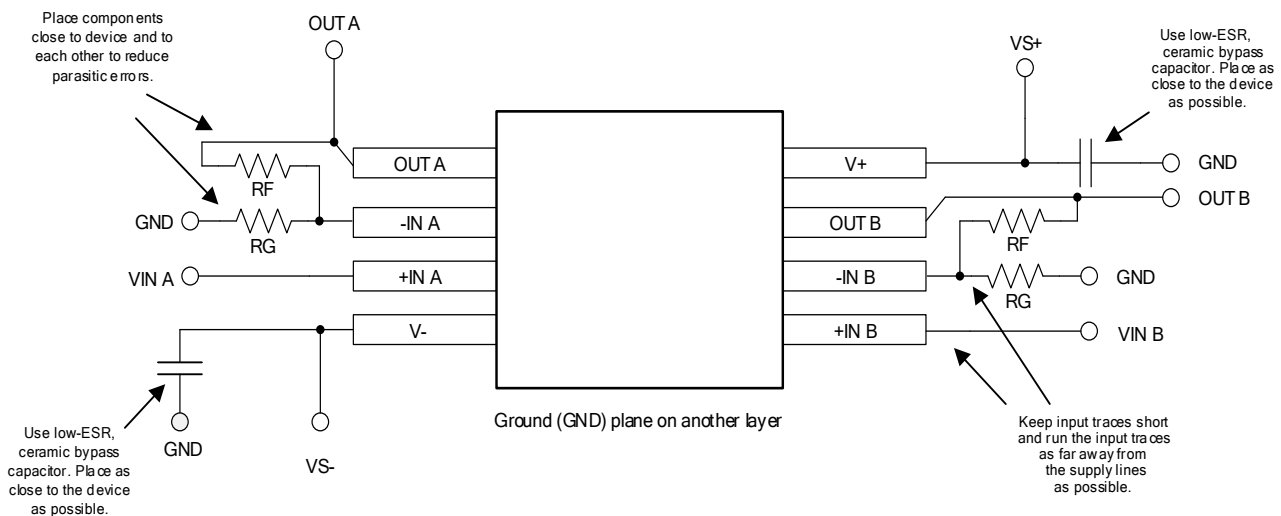 Place components
close to device and to
each other to reduce
parasitic errors.
OUT A
VS+
Use low-ESR,
ceramic bypass
capacitor. Place as
close to the device
as possible.
OUT A
V+
GND
RF
OUT B
GND
-IN A
OUT B
RG
RF
VIN A
+IN A
-IN B
GND
RG
V-
+IN B
VIN B
Ground (GND) plane on another layer
Use low-ESR,
ceramic bypass
capacitor. Place as
close to the device
as possible.
GND
VS-
Keep input traces short
and run the input traces
as far away from
the supply lines
as possible.